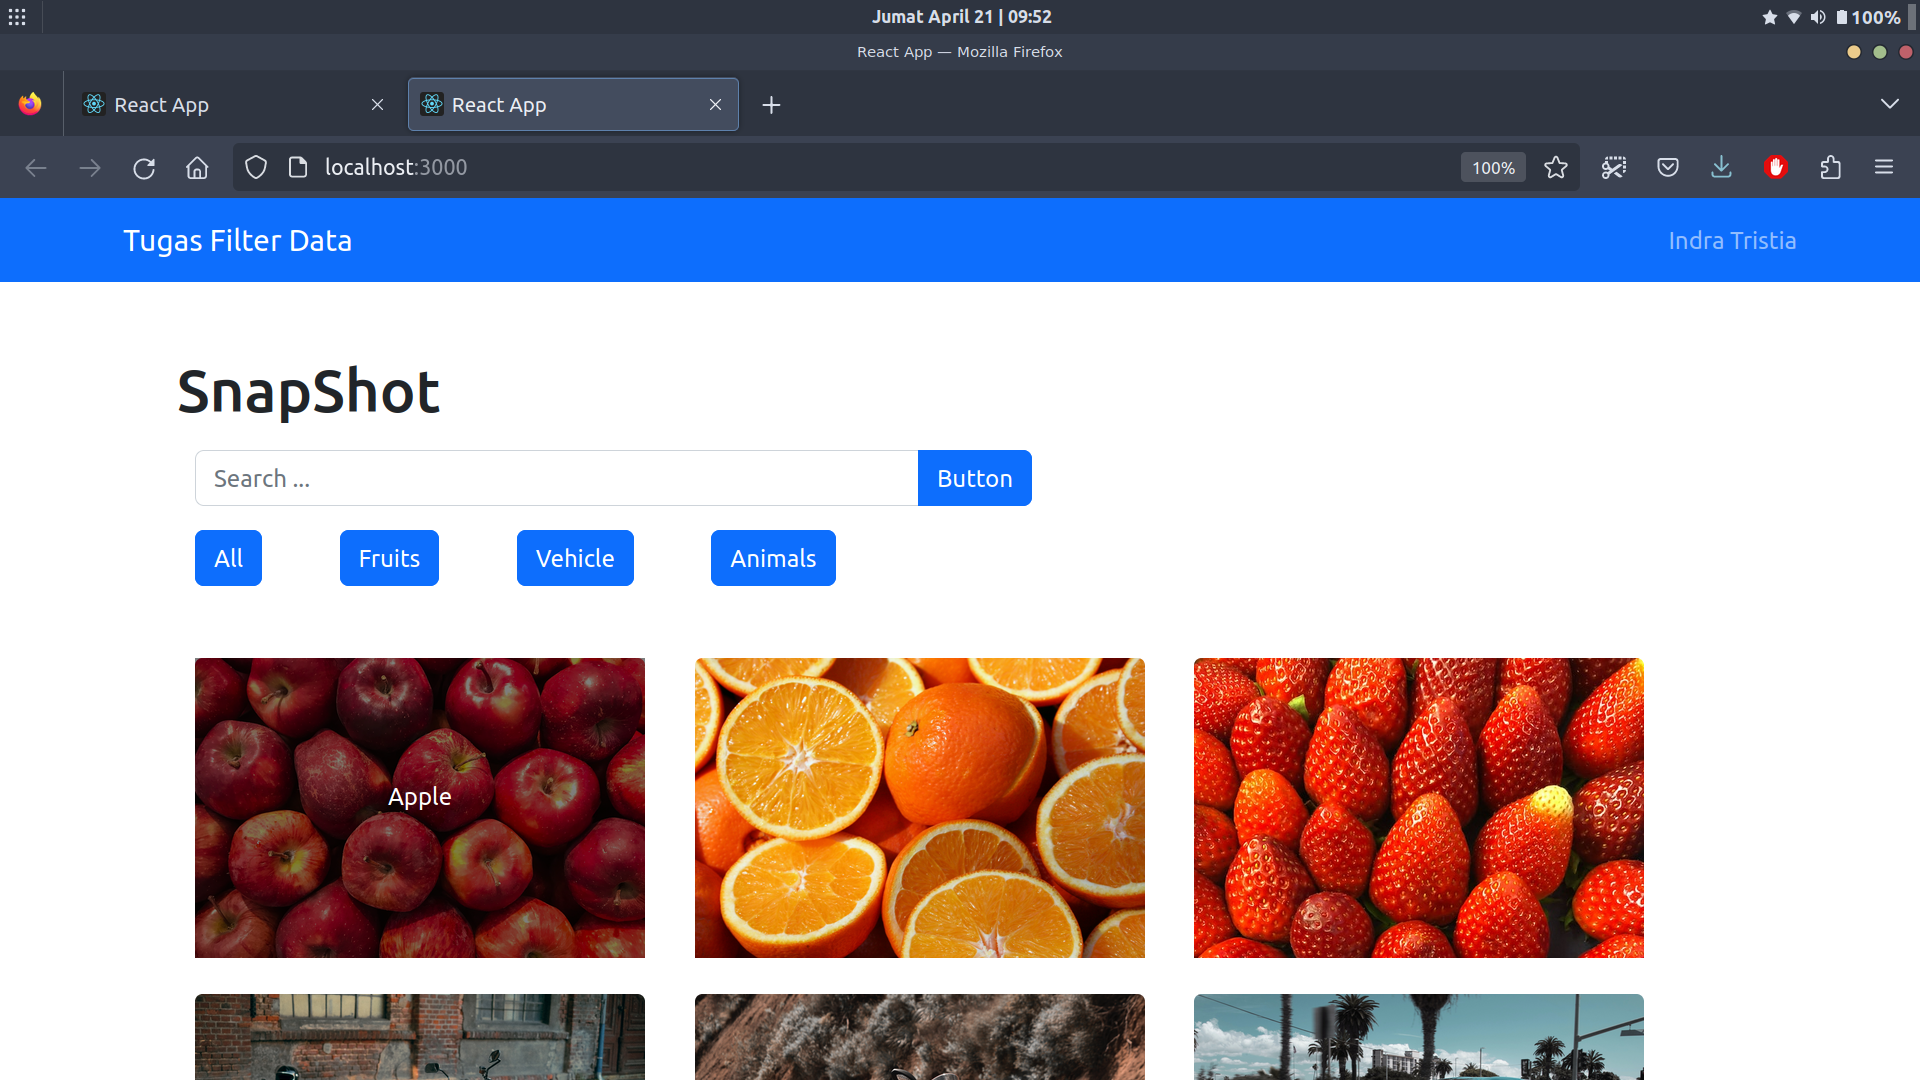 Jumat April 21 | 09:52
100%
React App — Mozilla Firefox
React App
React App
localhost:3000
100%
Tugas Filter Data
Indra Tristia
SnapShot
Search ...
Button
All
Fruits
Vehicle
Animals
Apple